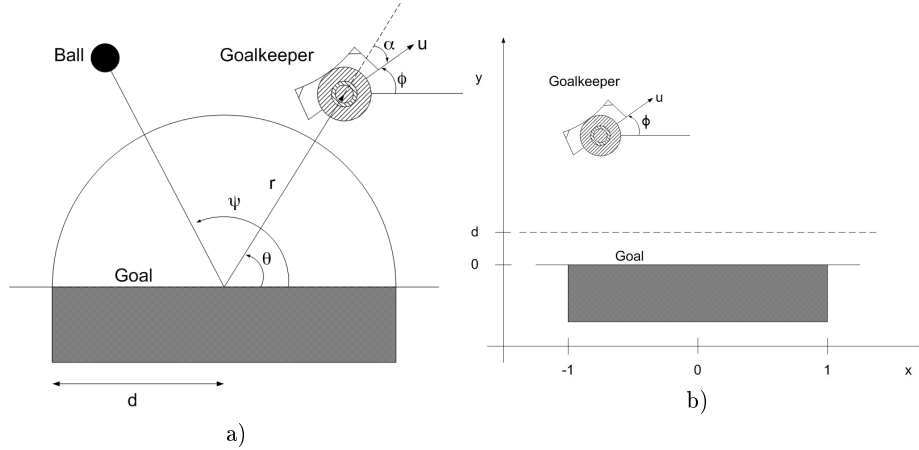 Ball
Goalkeeper
α
u
ϕ
r
ψ
θ
Goal
d
a)
y
Goalkeeper
u
ϕ
d
0
Goal
-1
0
1
x
b)